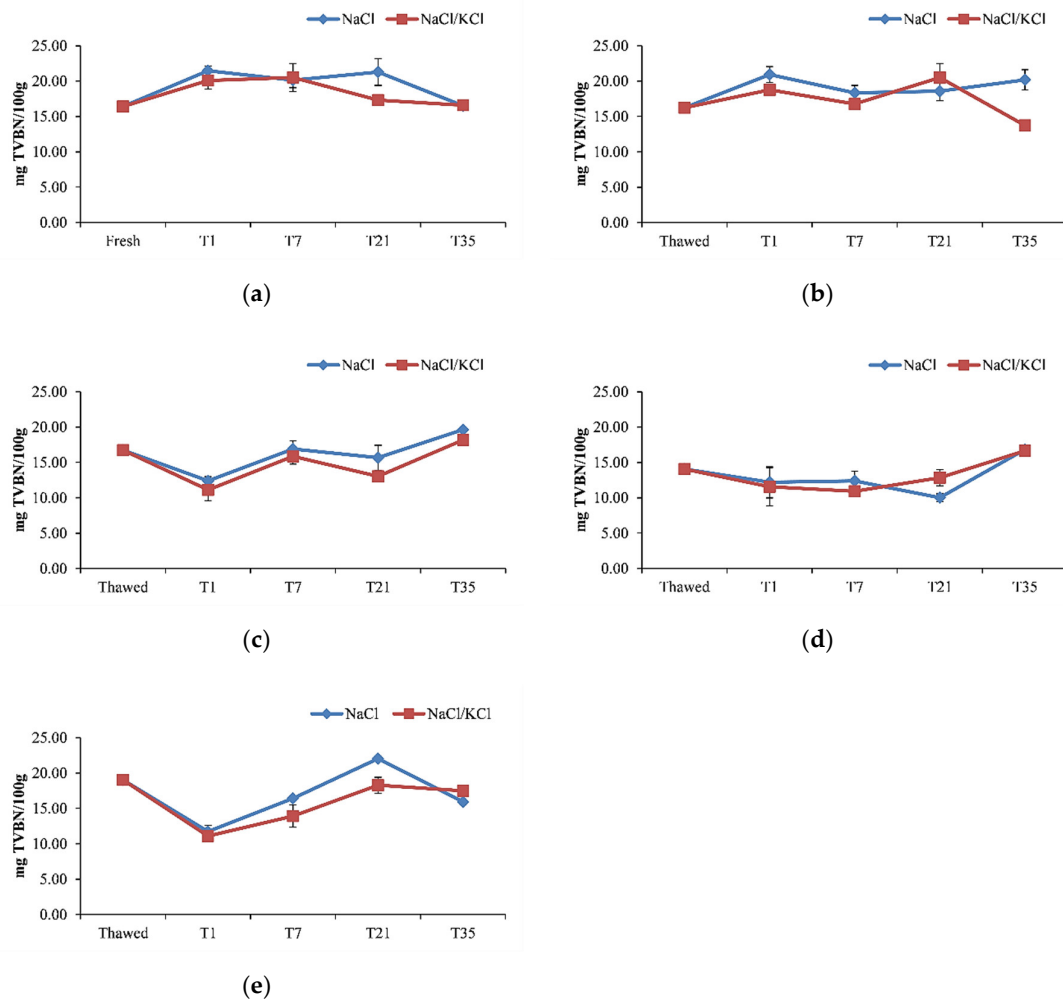 NaCl NaCl/KCl
25.00
20.00
15.00
10.00
5.00
0.00
mg TVBN/100g
Fresh T1 T7 T21 T35
(a)
NaCl NaCl/KCl
25.00
20.00
15.00
10.00
5.00
0.00
mg TVBN/100g
Thawed T1 T7 T21 T35
(b)
NaCl NaCl/KCl
25.00
20.00
15.00
10.00
5.00
0.00
mg TVBN/100g
Thawed T1 T7 T21 T35
(c)
NaCl NaCl/KCl
25.00
20.00
15.00
10.00
5.00
0.00
mg TVBN/100g
Thawed T1 T7 T21 T35
(d)
NaCl NaCl/KCl
25.00
20.00
15.00
10.00
5.00
0.00
mg TVBN/100g
Thawed T1 T7 T21 T35
(e)